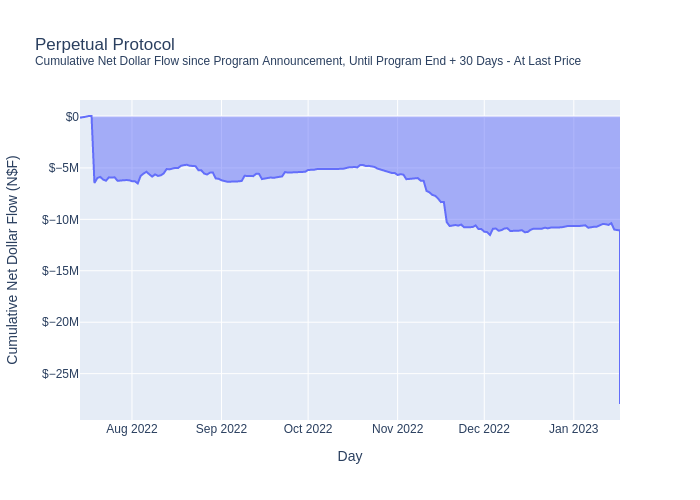 Perpetual Protocol
Cumulative Net Dollar Flow since Program Announcement, Until Program End + 30 Days - At Last Price
Cumulative Net Dollar Flow (N$F)
$0
$−5M
$−10M
$−15M
$−20M
$−25M
Aug 2022
Sep 2022
Oct 2022
Nov 2022
Dec 2022
Jan 2023
Day